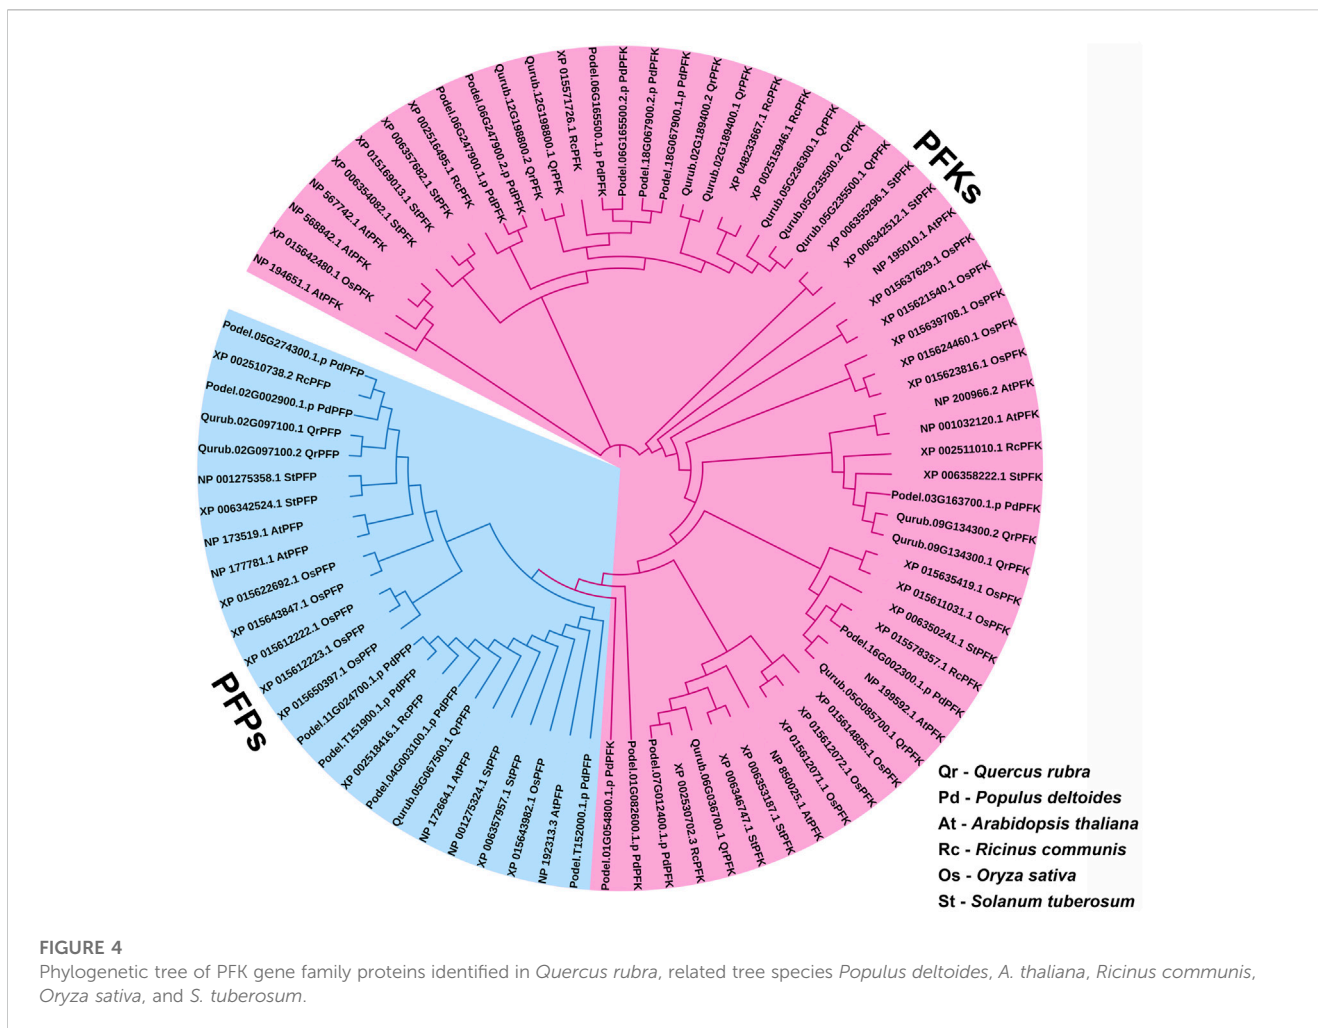 NP 194651.1 AtPFK
XP 015642480.1 OsPFK
NP 568842.1 AtPFK
NP 567742.1 AtPFK
XP 006354082.1 StPFK
XP 015169013.1 StPFK
XP 006357682.1 StPFK
XP 002516495.1 RcPFK
Podel.06G247900.1.p PdPFK
Podel.06G247900.2.p PdPFK
Qurub.12G198800.2 QrPFK
Qurub.12G198800.1 QrPFK
XP 015571726.1 RcPFK
Podel.06G165500.1.p PdPFK
Podel.06G165500.2.p PdPFK
Podel.18G067900.2.p PdPFK
Podel.18G067900.1.p PdPFK
Qurub.02G189400.2 QrPFK
Qurub.02G189400.1 QrPFK
XP 048233667.1 RcPFK
XP 002515946.1 RcPFK
Qurub.05G236300.1 QrPFK
Qurub.05G235500.2 QrPFK
Qurub.05G235500.1 QrPFK
XP 006355296.1 StPFK
XP 006342512.1 StPFK
NP 195010.1 AtPFK
XP 015637629.1 OsPFK
XP 015621540.1 OsPFK
XP 015639708.1 OsPFK
XP 015624460.1 OsPFK
XP 015623816.1 OsPFK
NP 200966.2 AtPFK
NP 001032120.1 AtPFK
XP 002511010.1 RcPFK
XP 006358222.1 StPFK
Podel.03G163700.1.p PdPFK
Qurub.09G134300.2 QrPFK
Qurub.09G134300.1 QrPFK
XP 015635419.1 OsPFK
XP 015611031.1 OsPFK
XP 006350241.1 StPFK
XP 015578357.1 RcPFK
Podel.16G002300.1.p PdPFK
NP 199592.1 AtPFK
Qurub.05G085700.1 QrPFK
XP 015614885.1 OsPFK
XP 015612072.1 OsPFK
XP 015612071.1 OsPFK
NP 850025.1 AtPFK
XP 006353187.1 StPFK
XP 006346747.1 StPFK
Qurub.06G036700.1 QrPFK
XP 002530702.3 RcPFK
Podel.07G012400.1.p PdPFK
Podel.01G082600.1.p PdPFK
Podel.01G054800.1.p PdPFK
Podel.T152000.1.p PdPFP
NP 192313.3 AtPFP
XP 015643982.1 OsPFP
XP 006357957.1 StPFP
NP 001275324.1 StPFP
NP 172664.1 AtPFP
Qurub.05G067500.1 QrPFP
Podel.04G003100.1.p PdPFP
XP 002518416.1 RcPFP
Podel.T151900.1.p PdPFP
Podel.11G024700.1.p PdPFP
XP 015650397.1 OsPFP
XP 015612223.1 OsPFP
XP 015612222.1 OsPFP
XP 015643847.1 OsPFP
XP 015622692.1 OsPFP
NP 177781.1 AtPFP
NP 173519.1 AtPFP
XP 006342524.1 StPFP
NP 001275358.1 StPFP
Qurub.02G097100.2 QrPFP
Qurub.02G097100.1 QrPFP
Podel.02G002900.1.p PdPFP
XP 002510738.2 RcPFP
Podel.05G274300.1.p PdPFP
PFKs
PFPs
Qr - Quercus rubra
Pd - Populus deltoides
At - Arabidopsis thaliana
Rc - Ricinus communis
Os - Oryza sativa
St - Solanum tuberosum
FIGURE 4
Phylogenetic tree of PFK gene family proteins identified in Quercus rubra, related tree species Populus deltoides, A. thaliana, Ricinus communis,
Oryza sativa, and S. tuberosum.